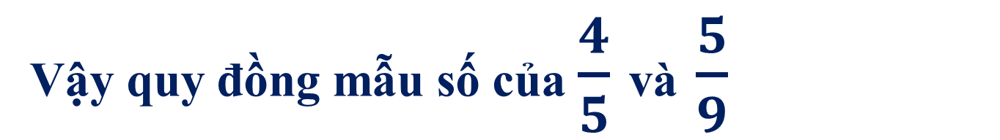 Vậy quy đồng mẫu số của 4/5 và 5/9